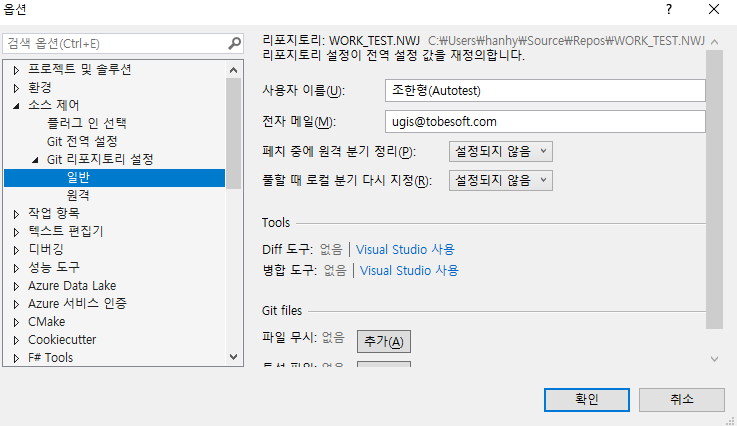 옵션
?
검색 옵션(Ctrl+E)
프로젝트 및 솔루션
환경
소스 제어
플러그 인 선택
Git 전역 설정
Git 리포지토리 설정
일반
원격
작업 항목
텍스트 편집기
디버깅
성능 도구
Azure Data Lake
Azure 서비스 인증
CMake
Cookiecutter
F# Tools
리포지토리: WORK_TEST.NWJ C:₩Users₩hanhy₩Source₩Repos₩WORK_TEST.NWJ
리포지토리 설정이 전역 설정 값을 재정의합니다.
사용자 이름(U): 조한형(Autotest)
전자 메일(M): ugis@tobesoft.com
페치 중에 원격 분기 정리(P): 설정되지 않음
풀할 때 로컬 분기 다시 지정(R): 설정되지 않음
Tools
Diff 도구: 없음 | Visual Studio 사용
병합 도구: 없음 | Visual Studio 사용
Git files
파일 무시: 없음 추가(A)
확인 취소